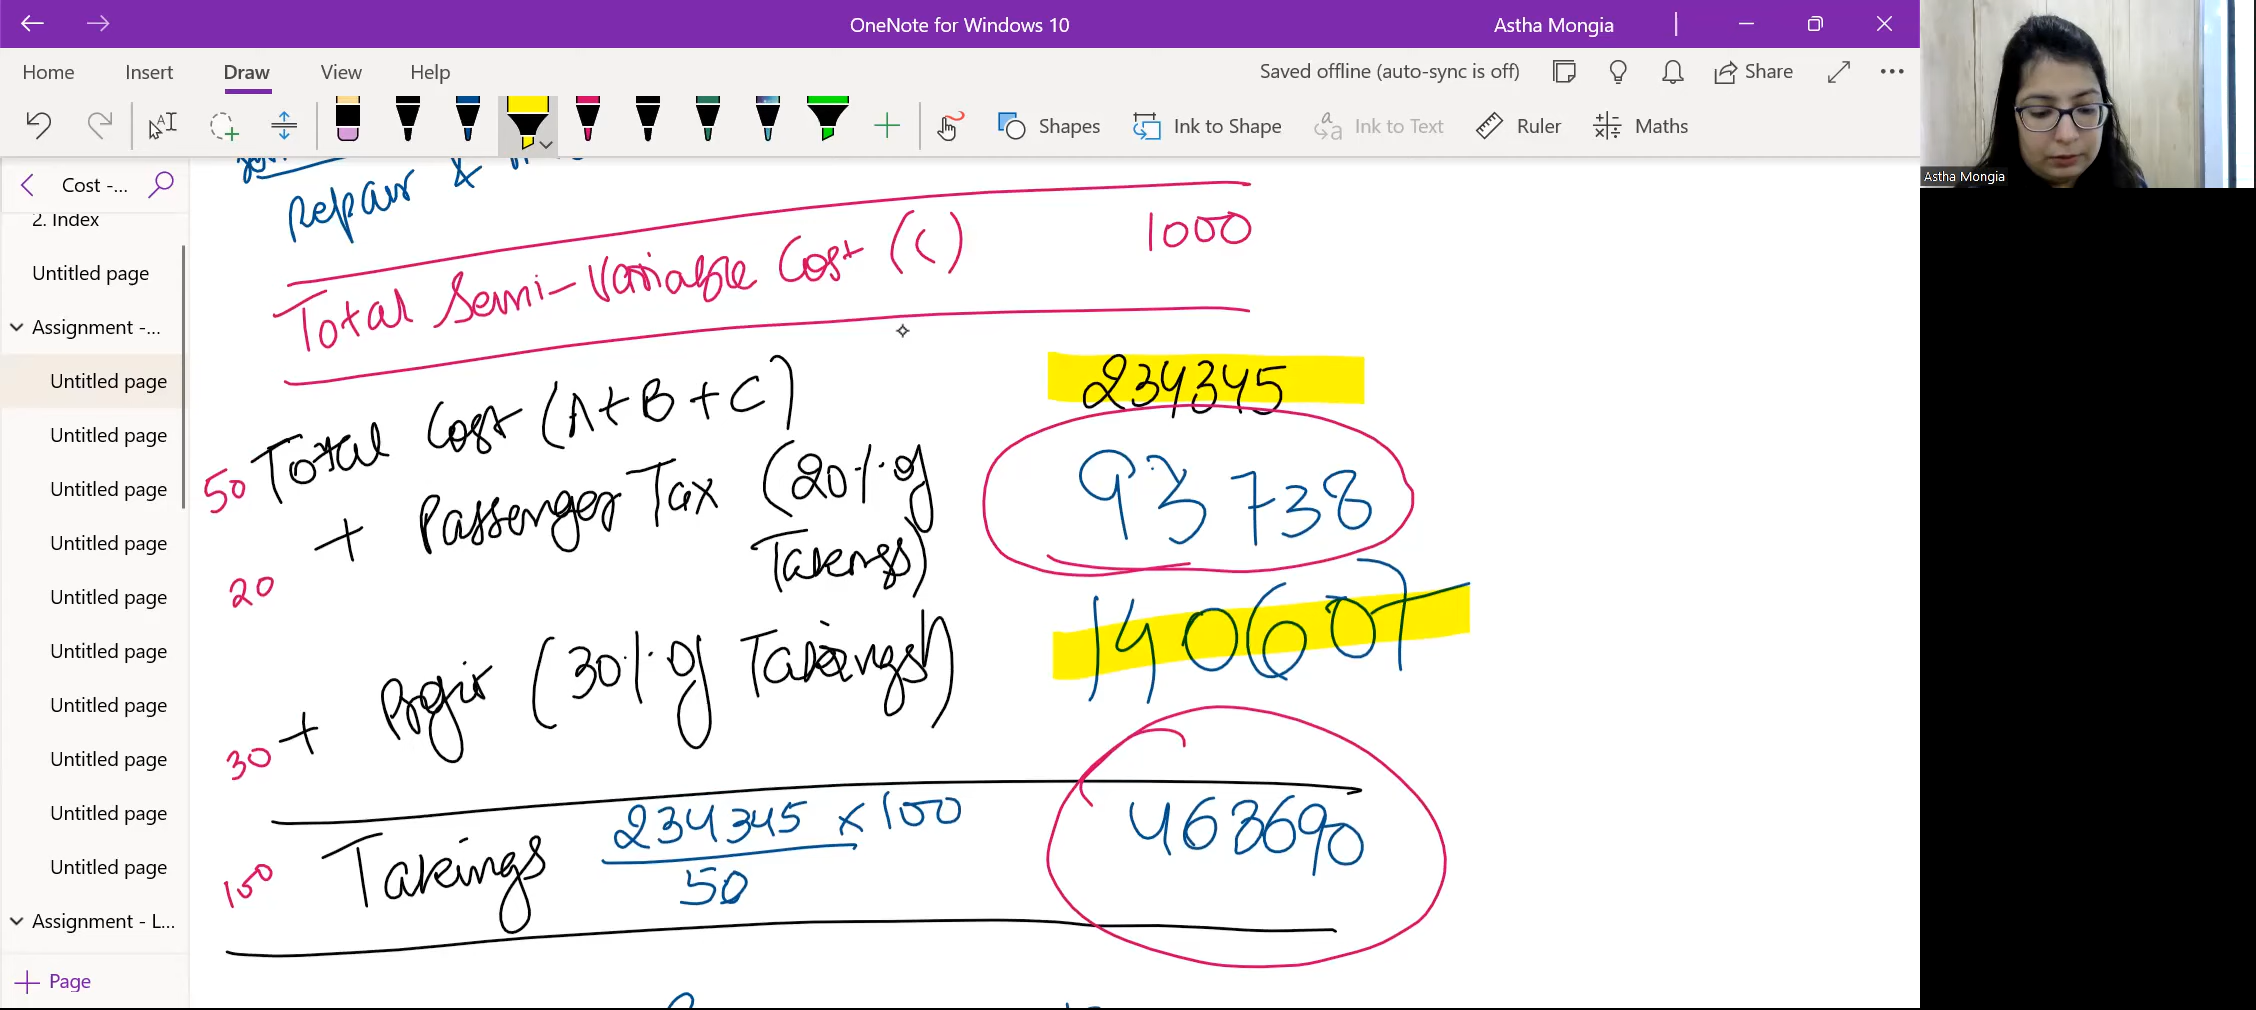 OneNote for Windows 10
Astha Mongia
Home Insert Draw View Help
Saved offline (auto-sync is off) Share
Shapes Ink to Shape Ink to Text Ruler Maths
Cost -...
2. Index
Untitled page
Assignment -...
Untitled page
Untitled page
Untitled page
Untitled page
Untitled page
Untitled page
Untitled page
Untitled page
Untitled page
Untitled page
Assignment - L...
Page
Repair &
Total Semi-Variable Cost (C) 1000
50 Total Cost (A+B+C) 234345
20 + Passenger Tax (20% of Takings) 93738
30 + Profit (30% of Takings) 140607
100 Takings 234345 x 100 463690
50
Astha Mongia